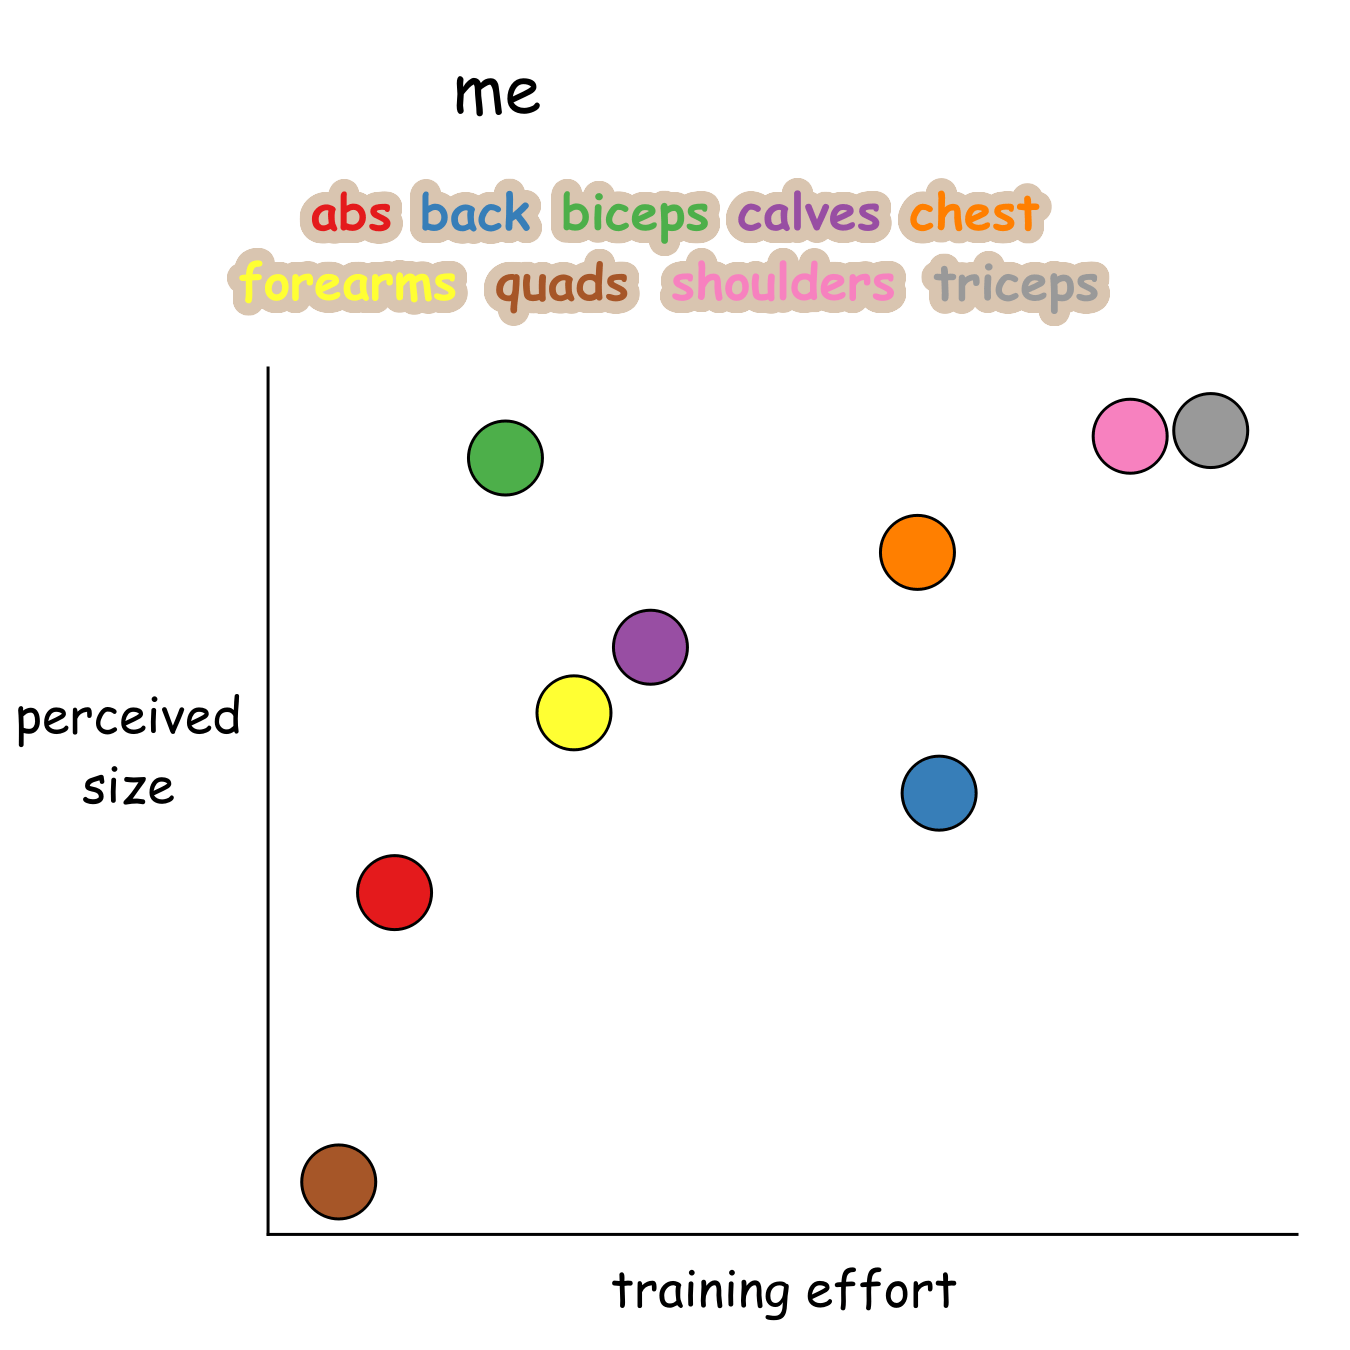 me
abs back biceps calves chest
forearms quads shoulders triceps
perceived
size
training effort